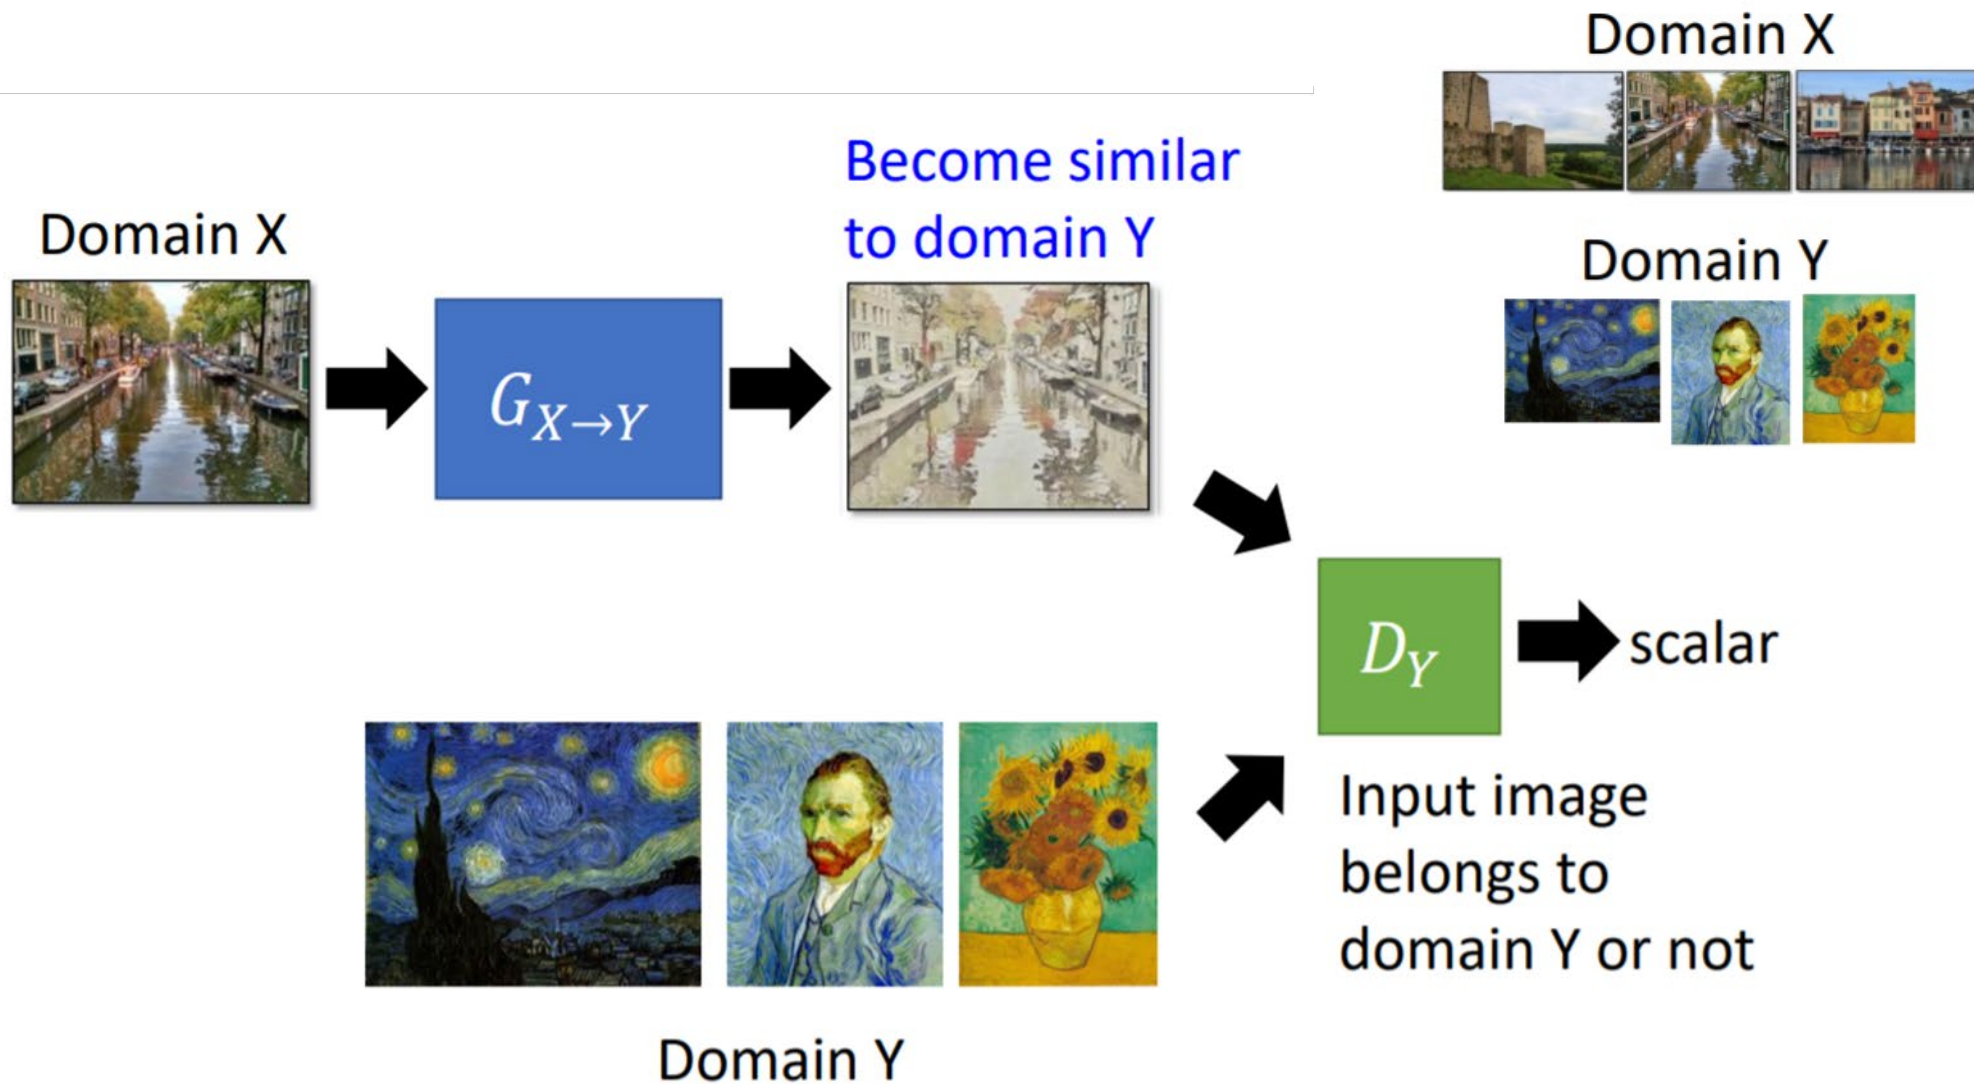 Domain X
Domain Y
Become similar
to domain Y
Domain X
G_{X→Y}
D_Y
scalar
Input image
belongs to
domain Y or not
Domain Y